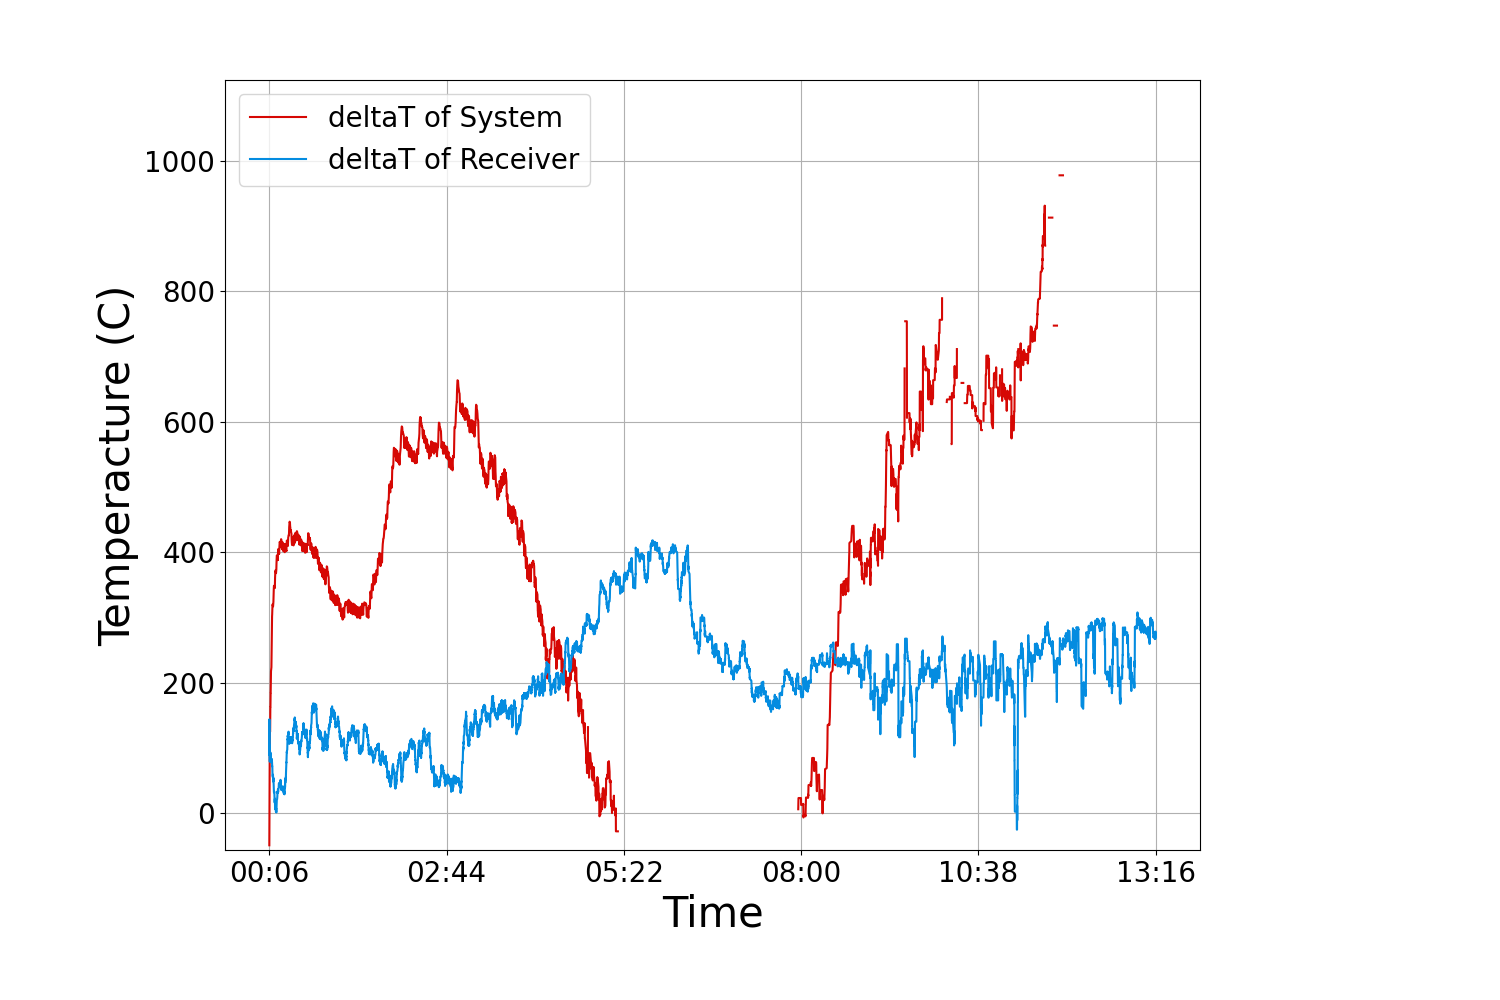 deltaT of System
deltaT of Receiver
1000
800
600
400
200
0
Temperacture (C)
00:06 02:44 05:22 08:00 10:38 13:16
Time